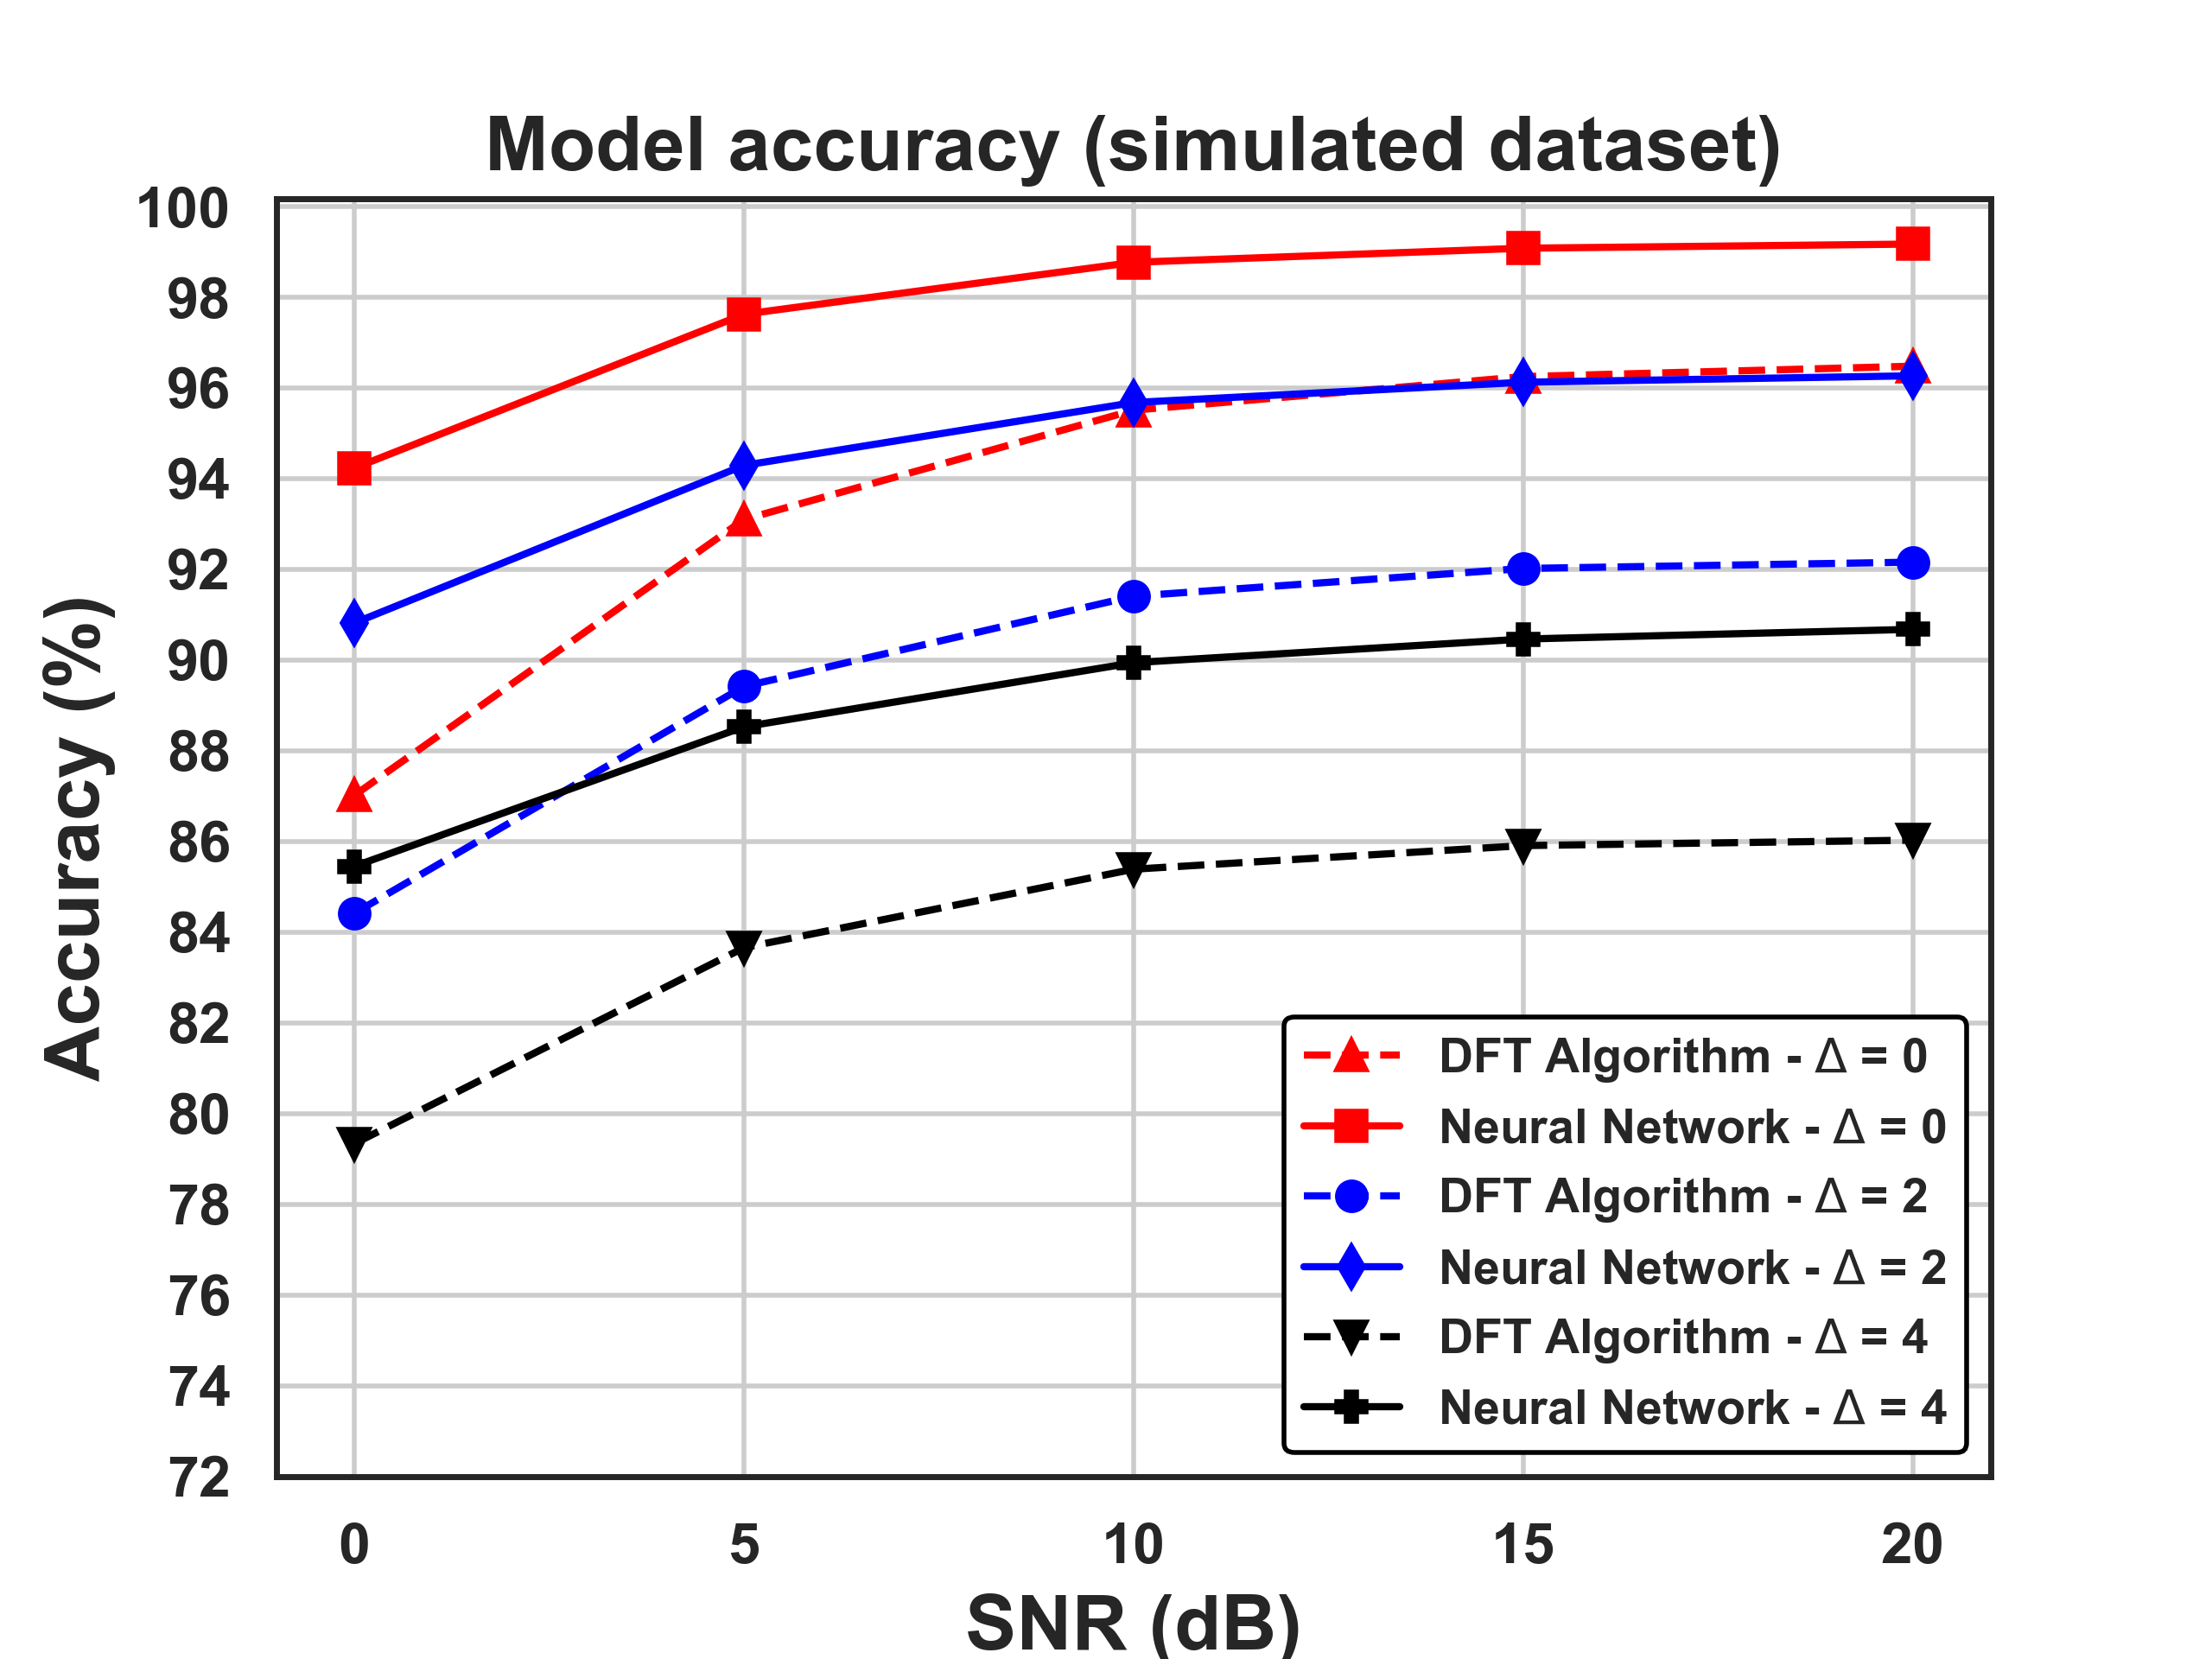 Model accuracy (simulated dataset)
100
98
96
94
92
90
88
86
84
82
80
78
76
74
72
Accuracy (%)
DFT Algorithm - Δ = 0
Neural Network - Δ = 0
DFT Algorithm - Δ = 2
Neural Network - Δ = 2
DFT Algorithm - Δ = 4
Neural Network - Δ = 4
0 5 10 15 20
SNR (dB)